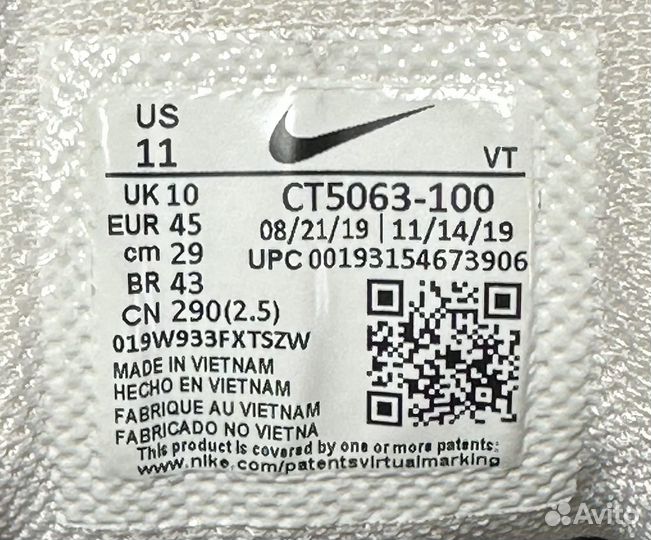 US
11
VT
UK 10
EUR 45
cm 29
BR 43
CN 290(2.5)
CT5063-100
08/21/19 | 11/14/19
UPC 00193154673906
019W933FXTSZW
MADE IN VIETNAM
HECHO EN VIETNAM
FABRIQUE AU VIETNAM
FABRICADO NO VIETNA
This product is covered by one or more patents:
www.nike.com/patentsvirtualmarking
Avito